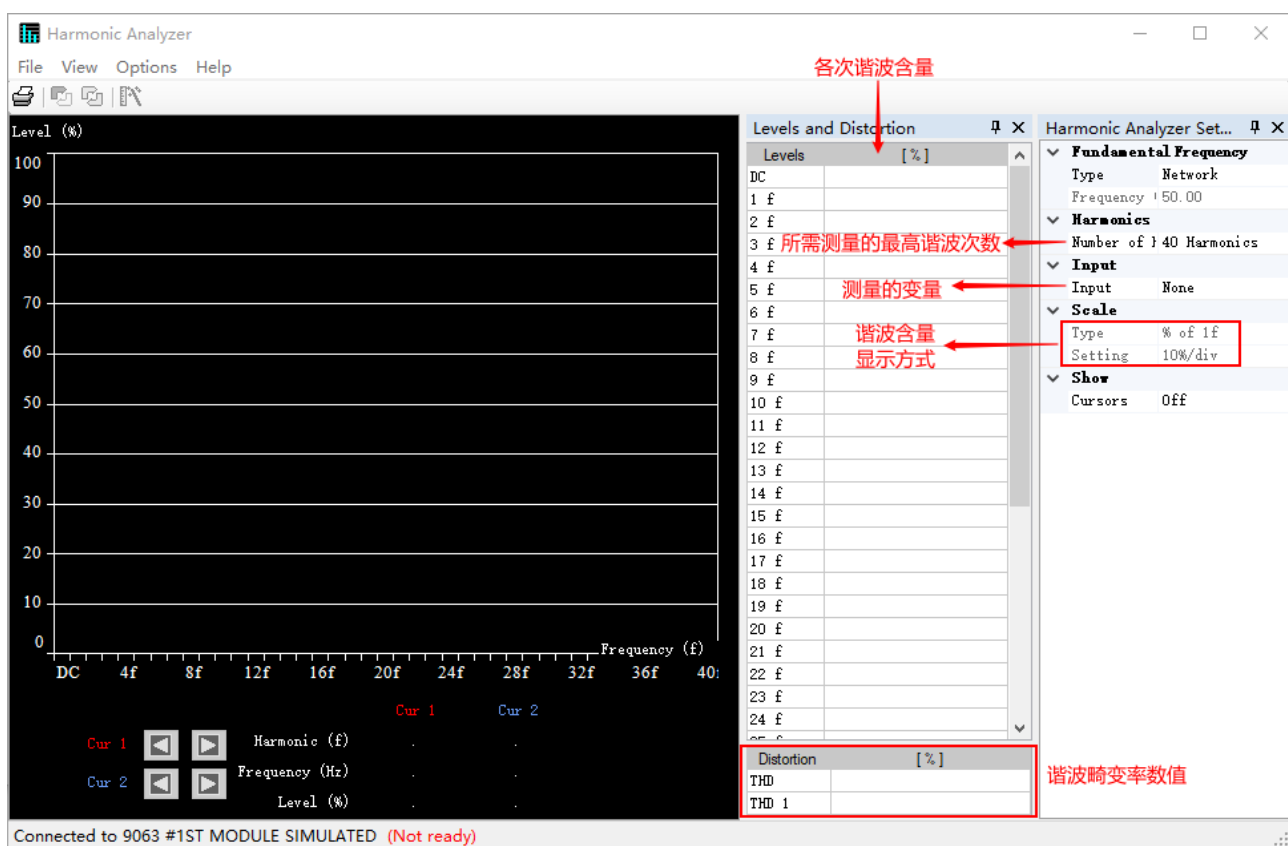 Harmonic Analyzer
File View Options Help
各次谐波含量
Level (%)
100
90
80
70
60
50
40
30
20
10
0
Frequency (f)
DC 4f 8f 12f 16f 20f 24f 28f 32f 36f 40
Cur 1 Cur 2
Cur 1 Harmonic (f) . .
Cur 2 Frequency (Hz) . .
Level (%) . .
Levels and Distortion
Levels [%]
DC
1 f
2 f
3 f 所需测量的最高谐波次数
4 f
5 f 测量的变量
6 f
7 f 谐波含量
8 f 显示方式
9 f
10 f
11 f
12 f
13 f
14 f
15 f
16 f
17 f
18 f
19 f
20 f
21 f
22 f
23 f
24 f
Distortion [%]
THD
THD 1
Harmonic Analyzer Set...
Fundamental Frequency
Type Network
Frequency 50.00
Harmonics
Number of 40 Harmonics
Input
Input None
Scale
Type % of 1f
Setting 10%/div
Show
Cursors Off
谐波畸变率数值
Connected to 9063 #1ST MODULE SIMULATED (Not ready)